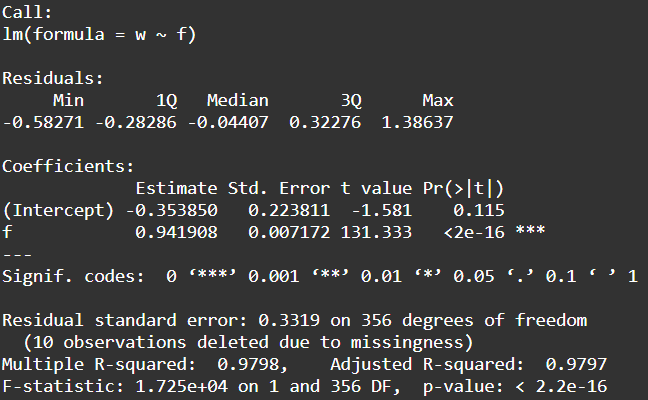 Call:
lm(formula = w ~ f)
Residuals:
     Min       1Q   Median       3Q      Max
-0.58271 -0.28286 -0.04407  0.32276  1.38637
Coefficients:
             Estimate Std. Error t value Pr(>|t|)
(Intercept) -0.353850   0.223811  -1.581    0.115
f            0.941908   0.007172 131.333   <2e-16 ***
---
Signif. codes:  0 ‘***’ 0.001 ‘**’ 0.01 ‘*’ 0.05 ‘.’ 0.1 ‘ ’ 1
Residual standard error: 0.3319 on 356 degrees of freedom
  (10 observations deleted due to missingness)
Multiple R-squared:  0.9798,	Adjusted R-squared:  0.9797
F-statistic: 1.725e+04 on 1 and 356 DF,  p-value: < 2.2e-16